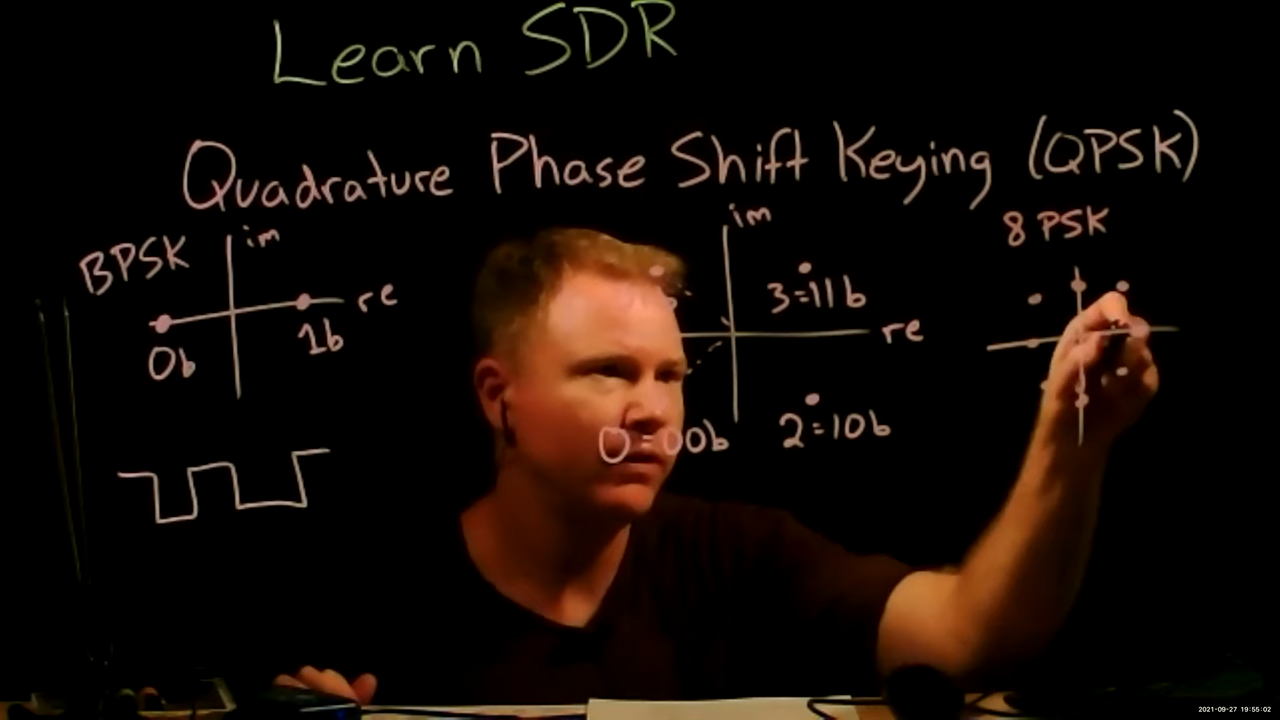 Learn SDR
Quadrature Phase Shift Keying (QPSK)
BPSK
im
re
0b
1b
im
re
3=11b
0=00b
2=10b
8 PSK
2021-09-27 19:55:02